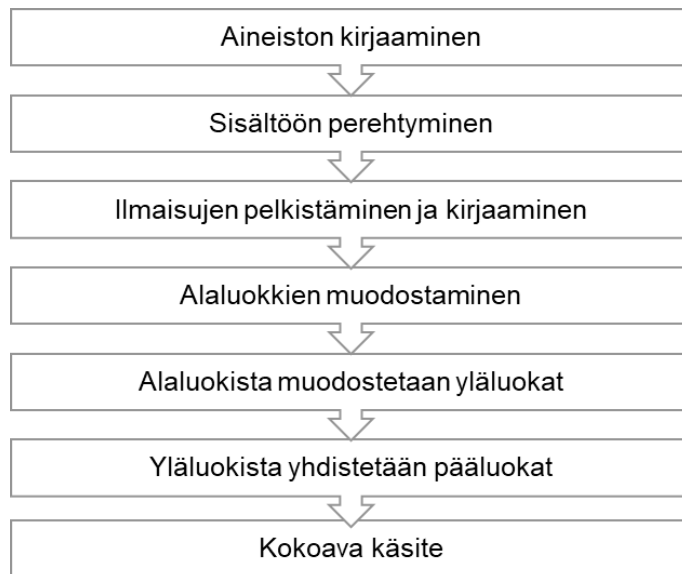 Aineiston kirjaaminen
Sisältöön perehtyminen
Ilmaisujen pelkistäminen ja kirjaaminen
Alaluokkien muodostaminen
Alaluokista muodostetaan yläluokat
Yläluokista yhdistetään pääluokat
Kokoava käsite